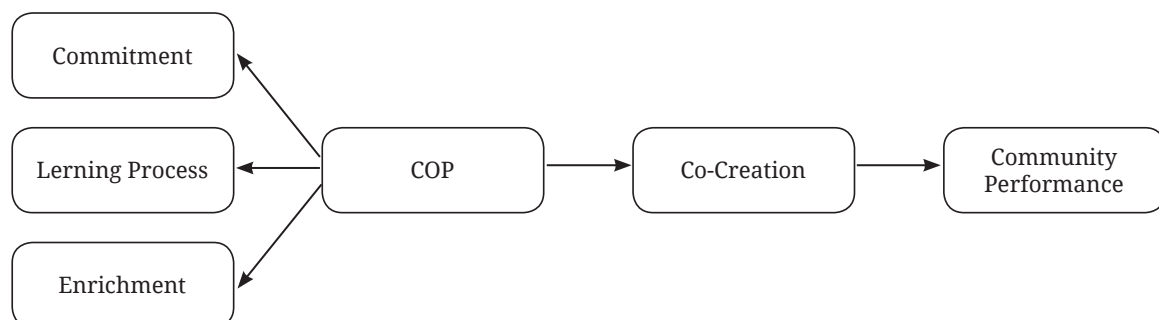 Commitment
Lerning Process
Enrichment
COP
Co-Creation
Community
Performance